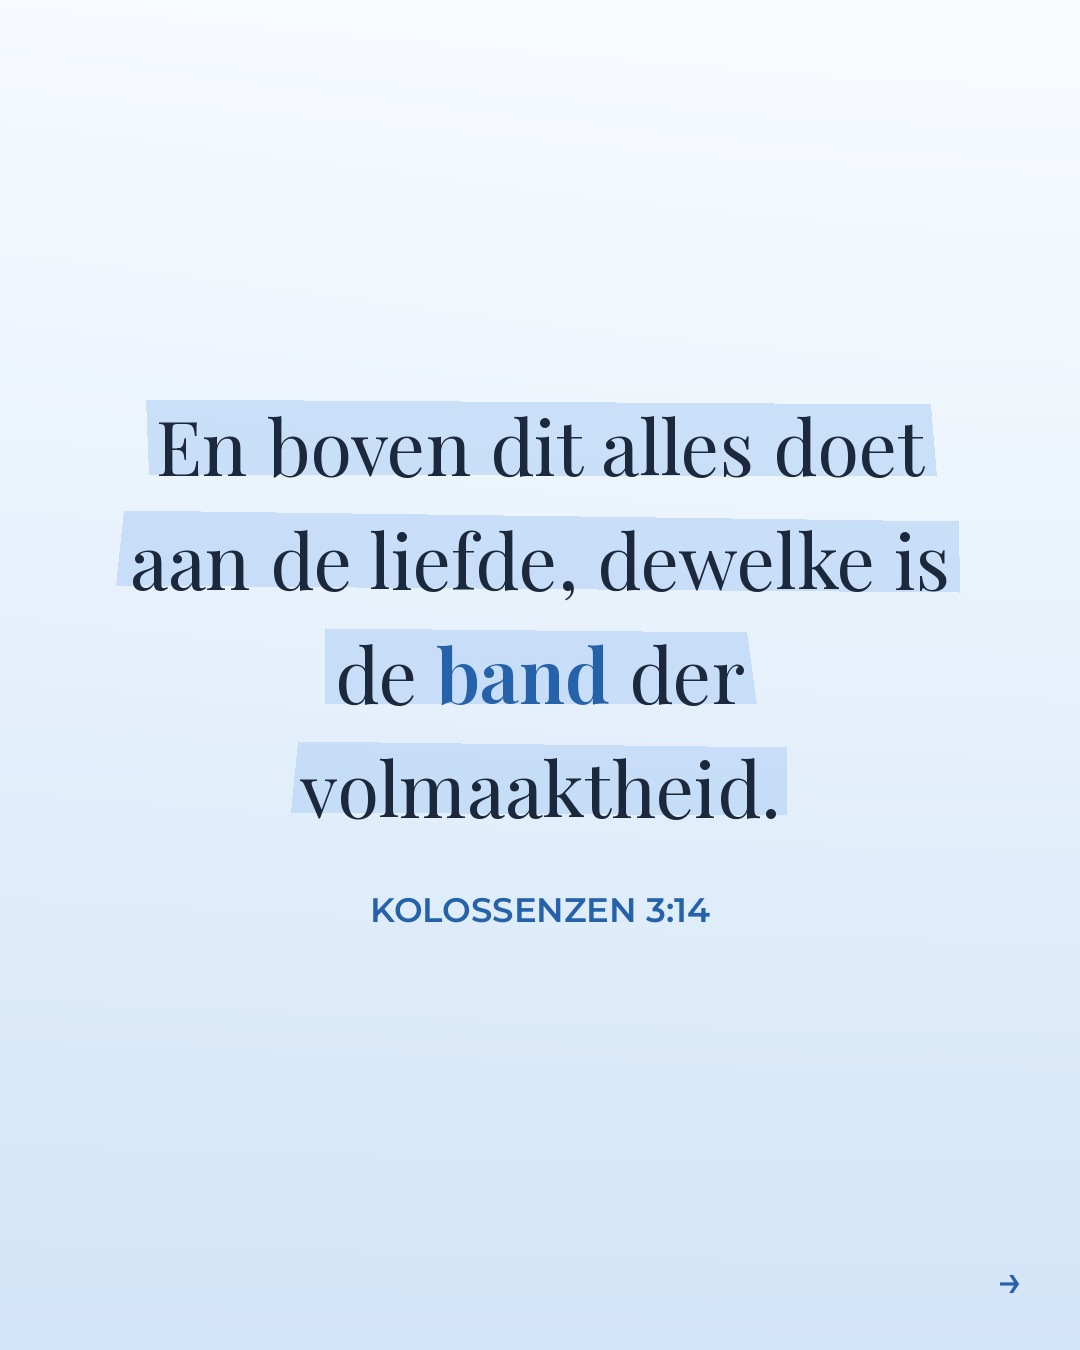 En boven dit alles doet
aan de liefde, dewelke is
de band der
volmaaktheid.
KOLOSSENZEN 3:14
→